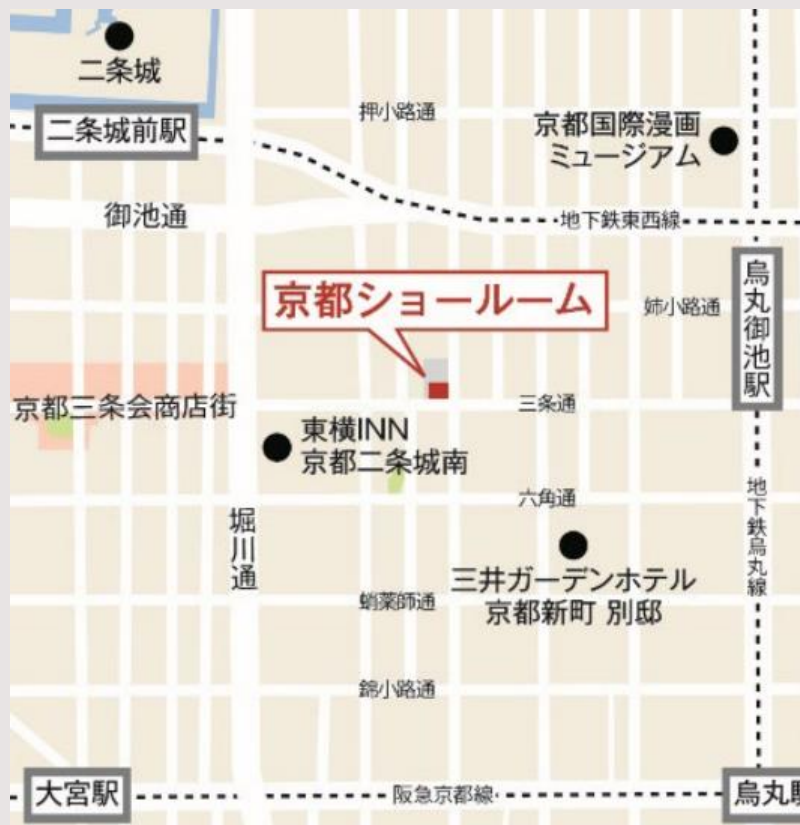 二条城
二条城前駅
押小路通
京都国際漫画
ミュージアム
御池通
地下鉄東西線
京都ショールーム
姉小路通
烏丸御池駅
京都三条会商店街
三条通
東横INN
京都二条城南
六角通
堀川通
地下鉄烏丸線
三井ガーデンホテル
京都新町 別邸
蛸薬師通
錦小路通
大宮駅
阪急京都線
烏丸駅